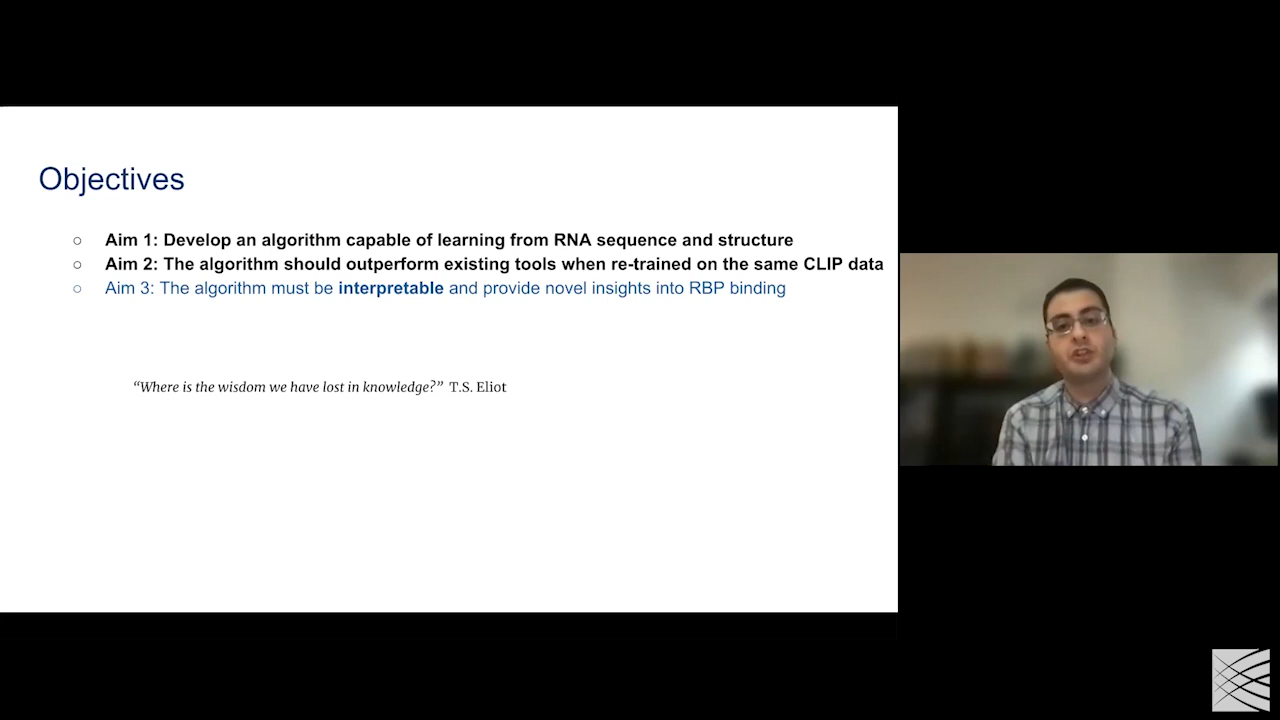 Objectives
○ Aim 1: Develop an algorithm capable of learning from RNA sequence and structure
○ Aim 2: The algorithm should outperform existing tools when re-trained on the same CLIP data
○ Aim 3: The algorithm must be interpretable and provide novel insights into RBP binding
“Where is the wisdom we have lost in knowledge?” T.S. Eliot